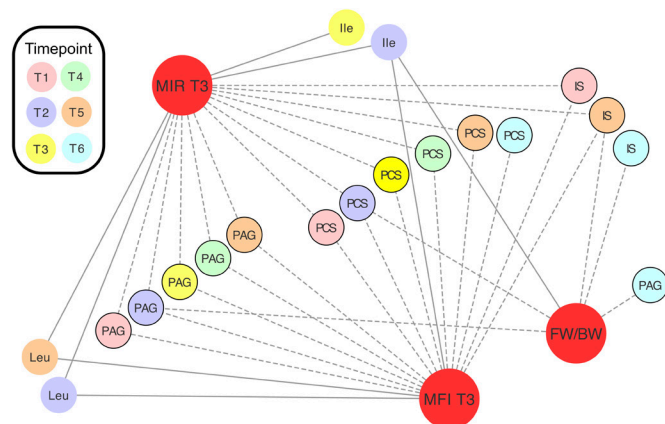 Timepoint
T1 T4
T2 T5
T3 T6
Ile
Ile
MIR T3
IS
IS
IS
PCS
PCS
PCS
PCS
PCS
PCS
PAG
PAG
PAG
PAG
PAG
PAG
FW/BW
Leu
Leu
MFI T3